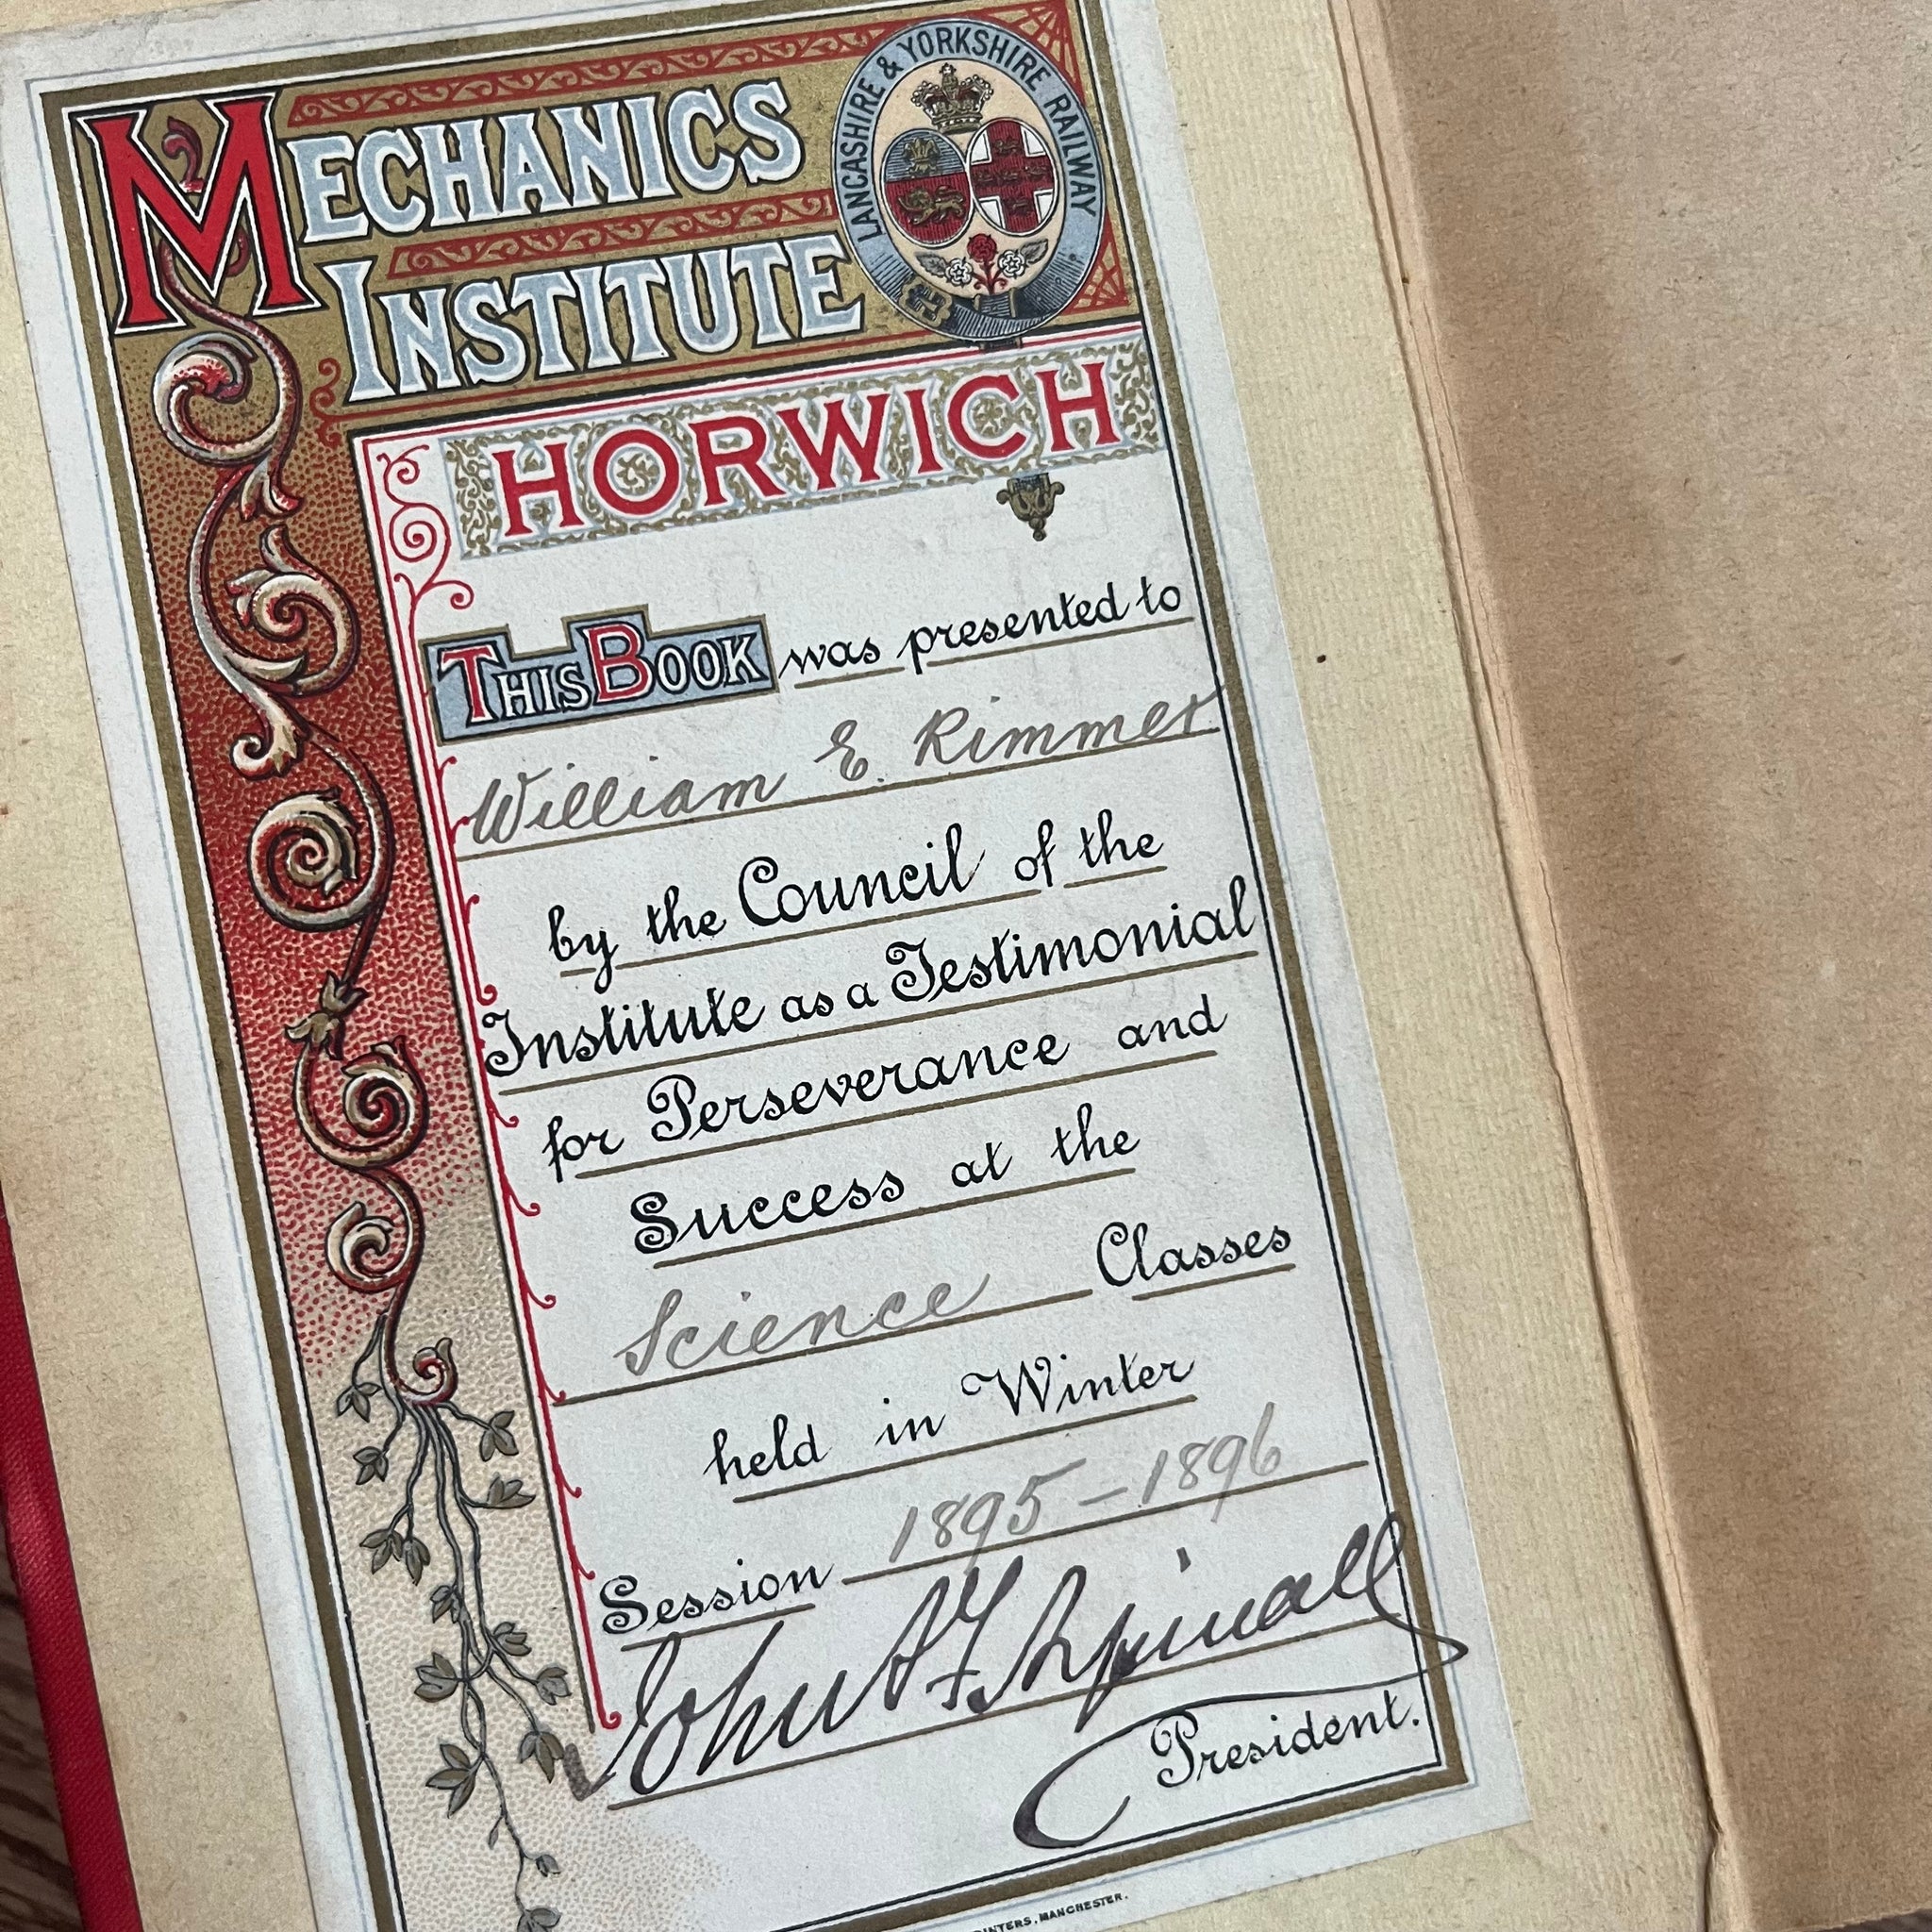 MECHANICS
INSTITUTE
LANCASHIRE & YORKSHIRE RAILWAY
HORWICH
THIS BOOK was presented to
William E. Rimmer
by the Council of the
Institute as a Testimonial
for Perseverance and
Success at the
Science Classes
held in Winter
Session 1895-1896
John A F Aspinall
President.
MANCHESTER.